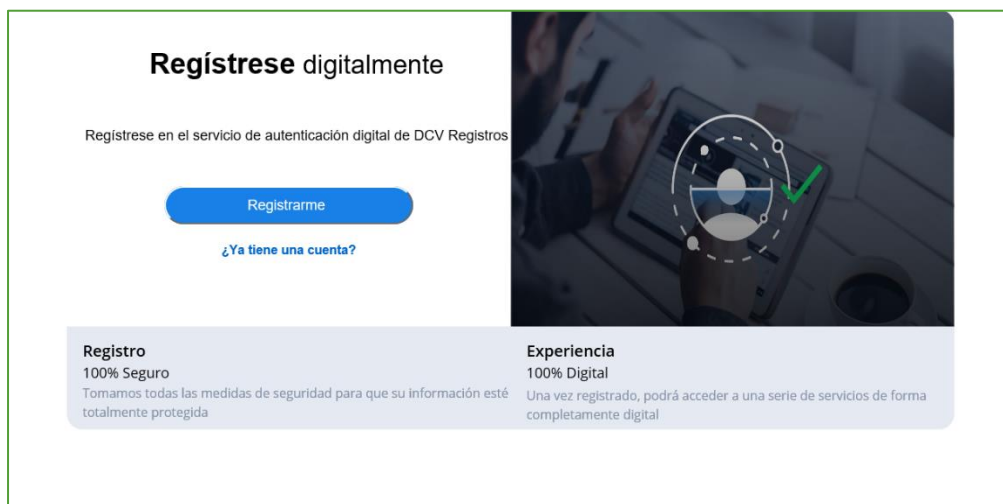 Regístrese digitalmente
Regístrese en el servicio de autenticación digital de DCV Registros
Registrarme
¿Ya tiene una cuenta?
Registro
100% Seguro
Tomamos todas las medidas de seguridad para que su información esté
totalmente protegida
Experiencia
100% Digital
Una vez registrado, podrá acceder a una serie de servicios de forma
completamente digital